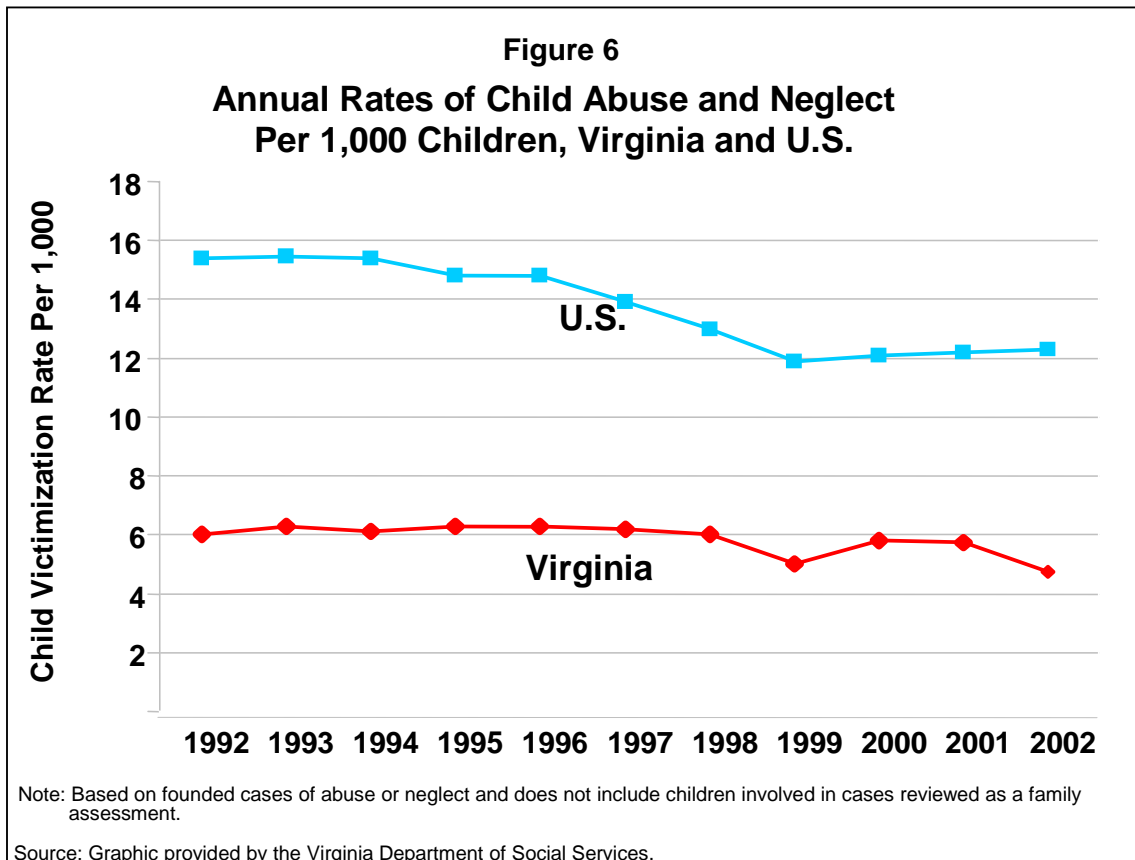 Figure 6
Annual Rates of Child Abuse and Neglect
Per 1,000 Children, Virginia and U.S.
Child Victimization Rate Per 1,000
18
16
14
12
10
8
6
4
2
U.S.
Virginia
1992 1993 1994 1995 1996 1997 1998 1999 2000 2001 2002
Note: Based on founded cases of abuse or neglect and does not include children involved in cases reviewed as a family
assessment.
Source: Graphic provided by the Virginia Department of Social Services.